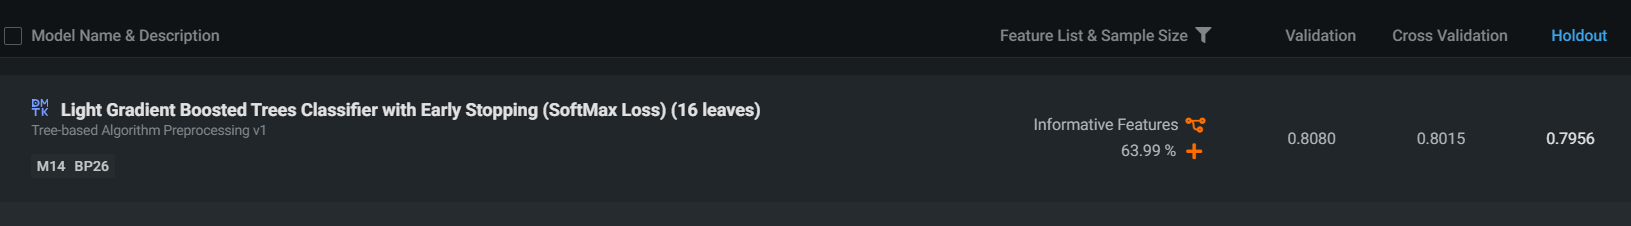 Model Name & Description Feature List & Sample Size Validation Cross Validation Holdout
DM
TK
Light Gradient Boosted Trees Classifier with Early Stopping (SoftMax Loss) (16 leaves)
Tree-based Algorithm Preprocessing v1
M14 BP26
Informative Features
63.99 %
0.8080 0.8015 0.7956